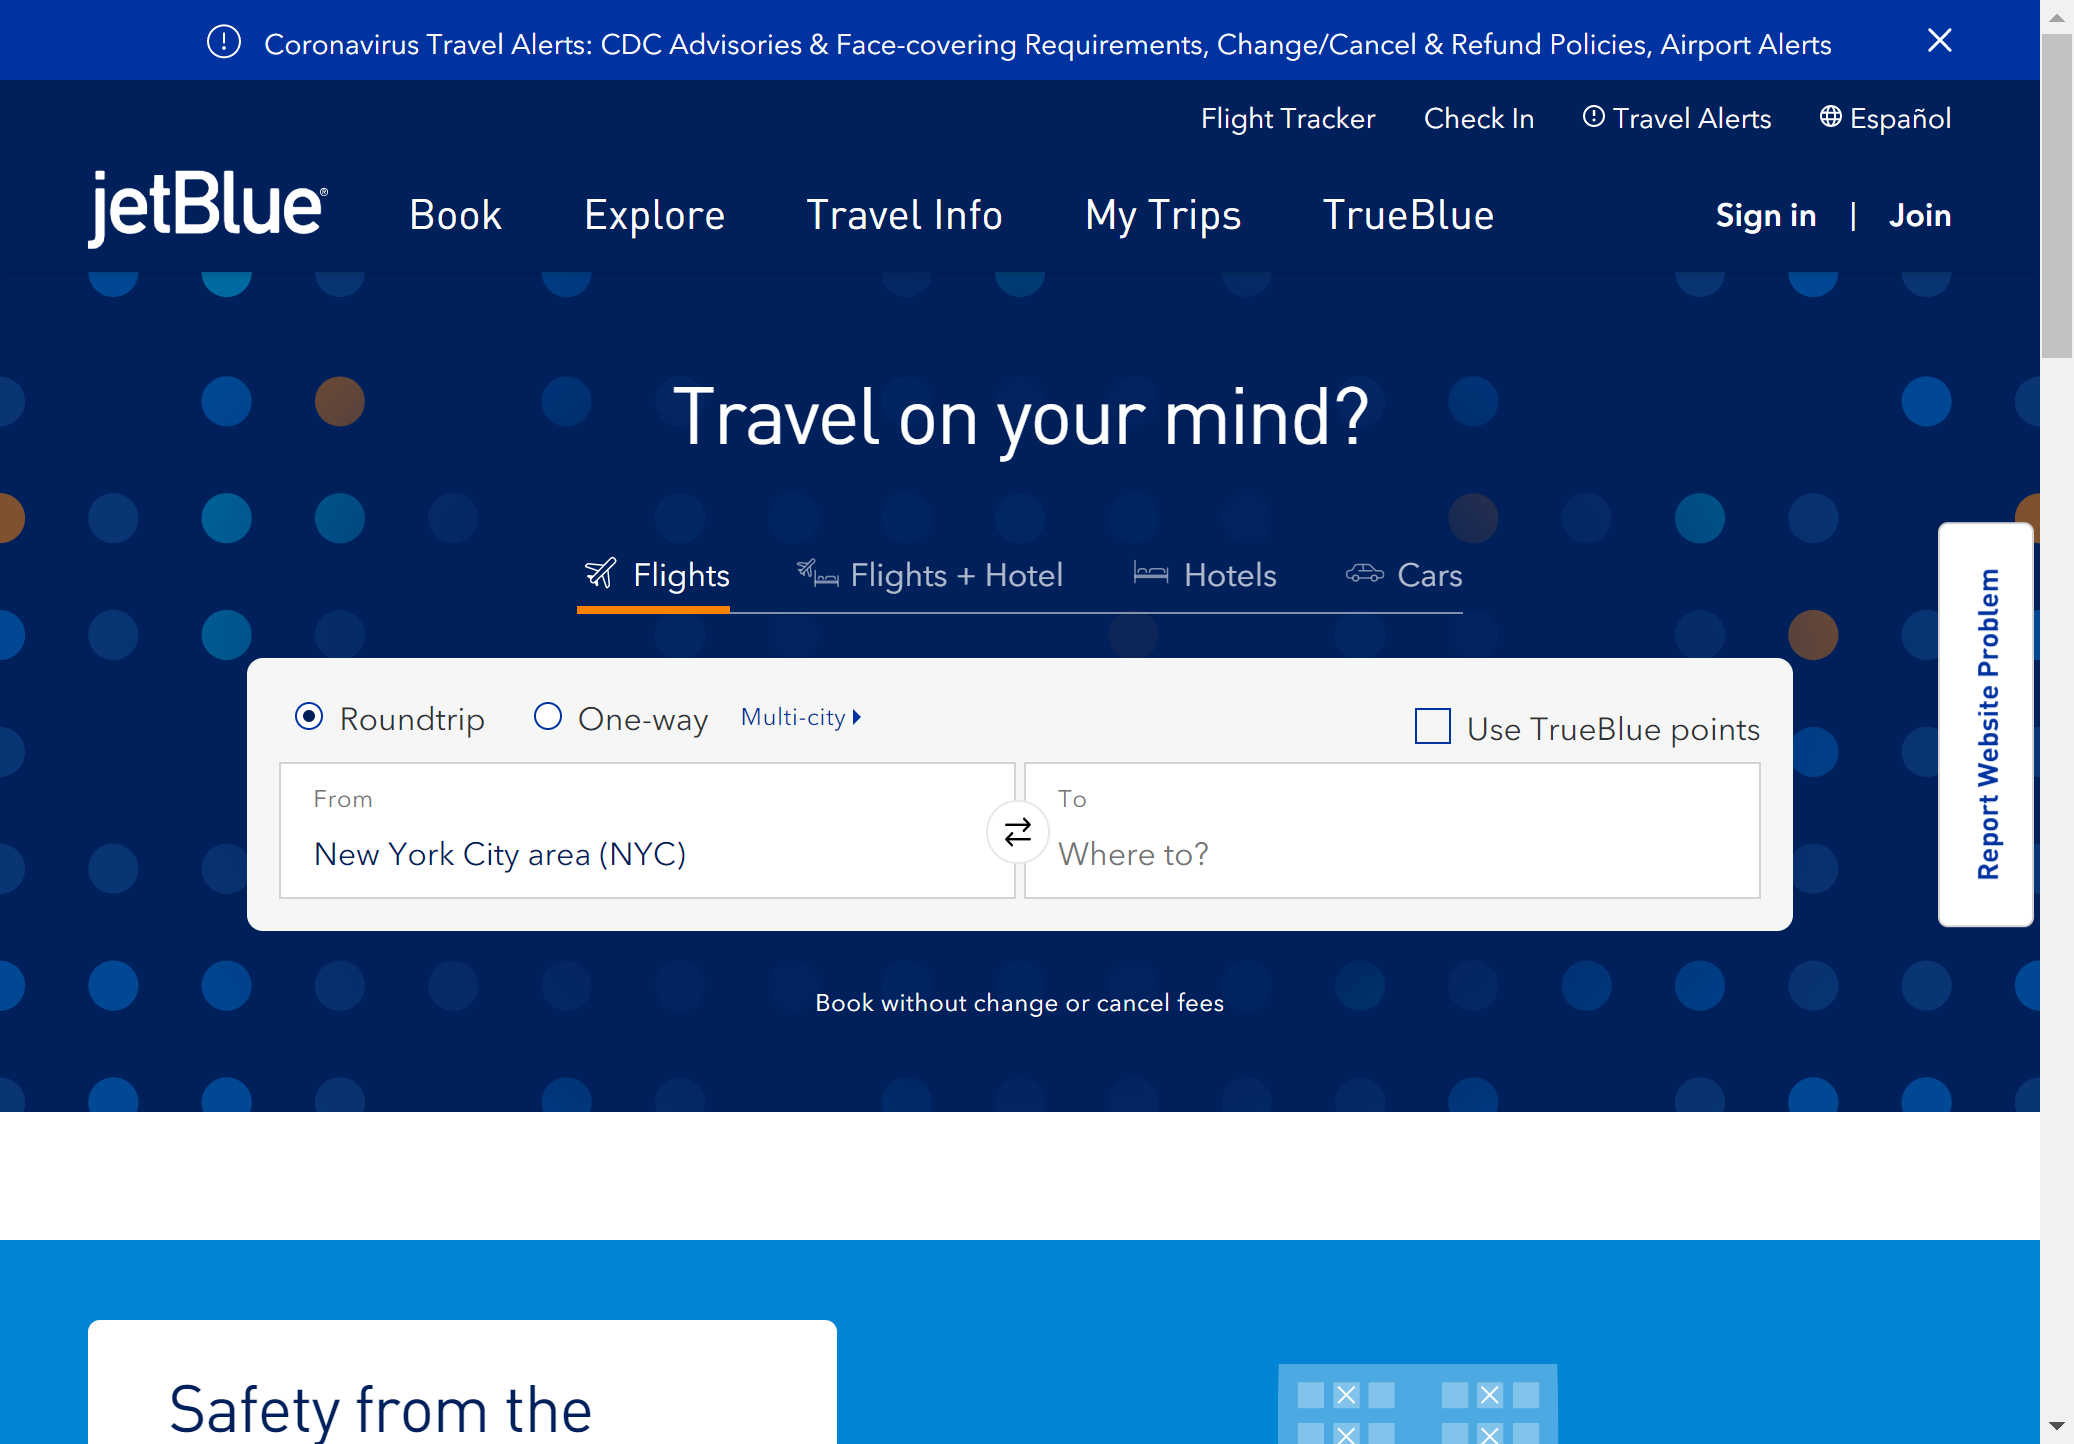 Coronavirus Travel Alerts: CDC Advisories & Face-covering Requirements, Change/Cancel & Refund Policies, Airport Alerts
Flight Tracker
Check In
Travel Alerts
Español
jetBlue®
Book
Explore
Travel Info
My Trips
TrueBlue
Sign in | Join
Travel on your mind?
Flights
Flights + Hotel
Hotels
Cars
Roundtrip
One-way
Multi-city
Use TrueBlue points
From
New York City area (NYC)
To
Where to?
Report Website Problem
Book without change or cancel fees
Safety from the